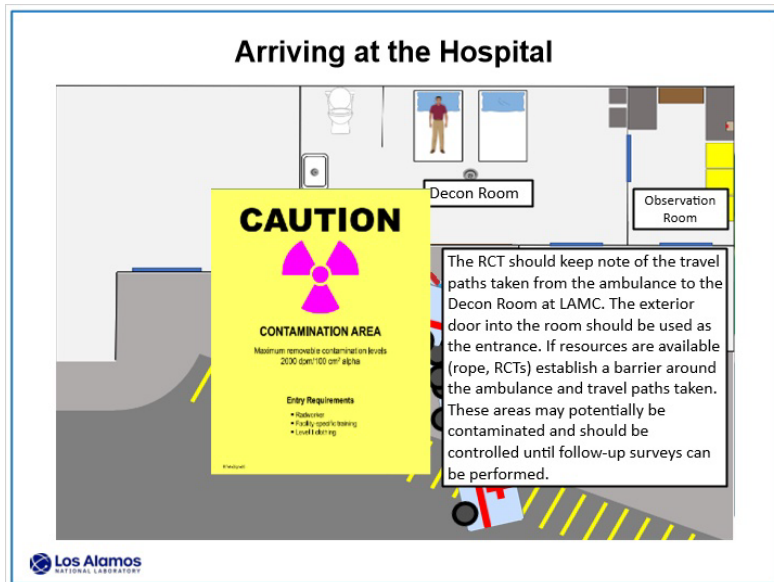 Arriving at the Hospital
Decon Room
Observation
Room
CAUTION
CONTAMINATION AREA
Maximum removable contamination levels
2000 dpm/100 cm² alpha
Entry Requirements
• Radworker
• Facility-specific training
• Level I clothing
The RCT should keep note of the travel
paths taken from the ambulance to the
Decon Room at LAMC. The exterior
door into the room should be used as
the entrance. If resources are available
(rope, RCTs) establish a barrier around
the ambulance and travel paths taken.
These areas may potentially be
contaminated and should be
controlled until follow-up surveys can
be performed.
Los Alamos
NATIONAL LABORATORY